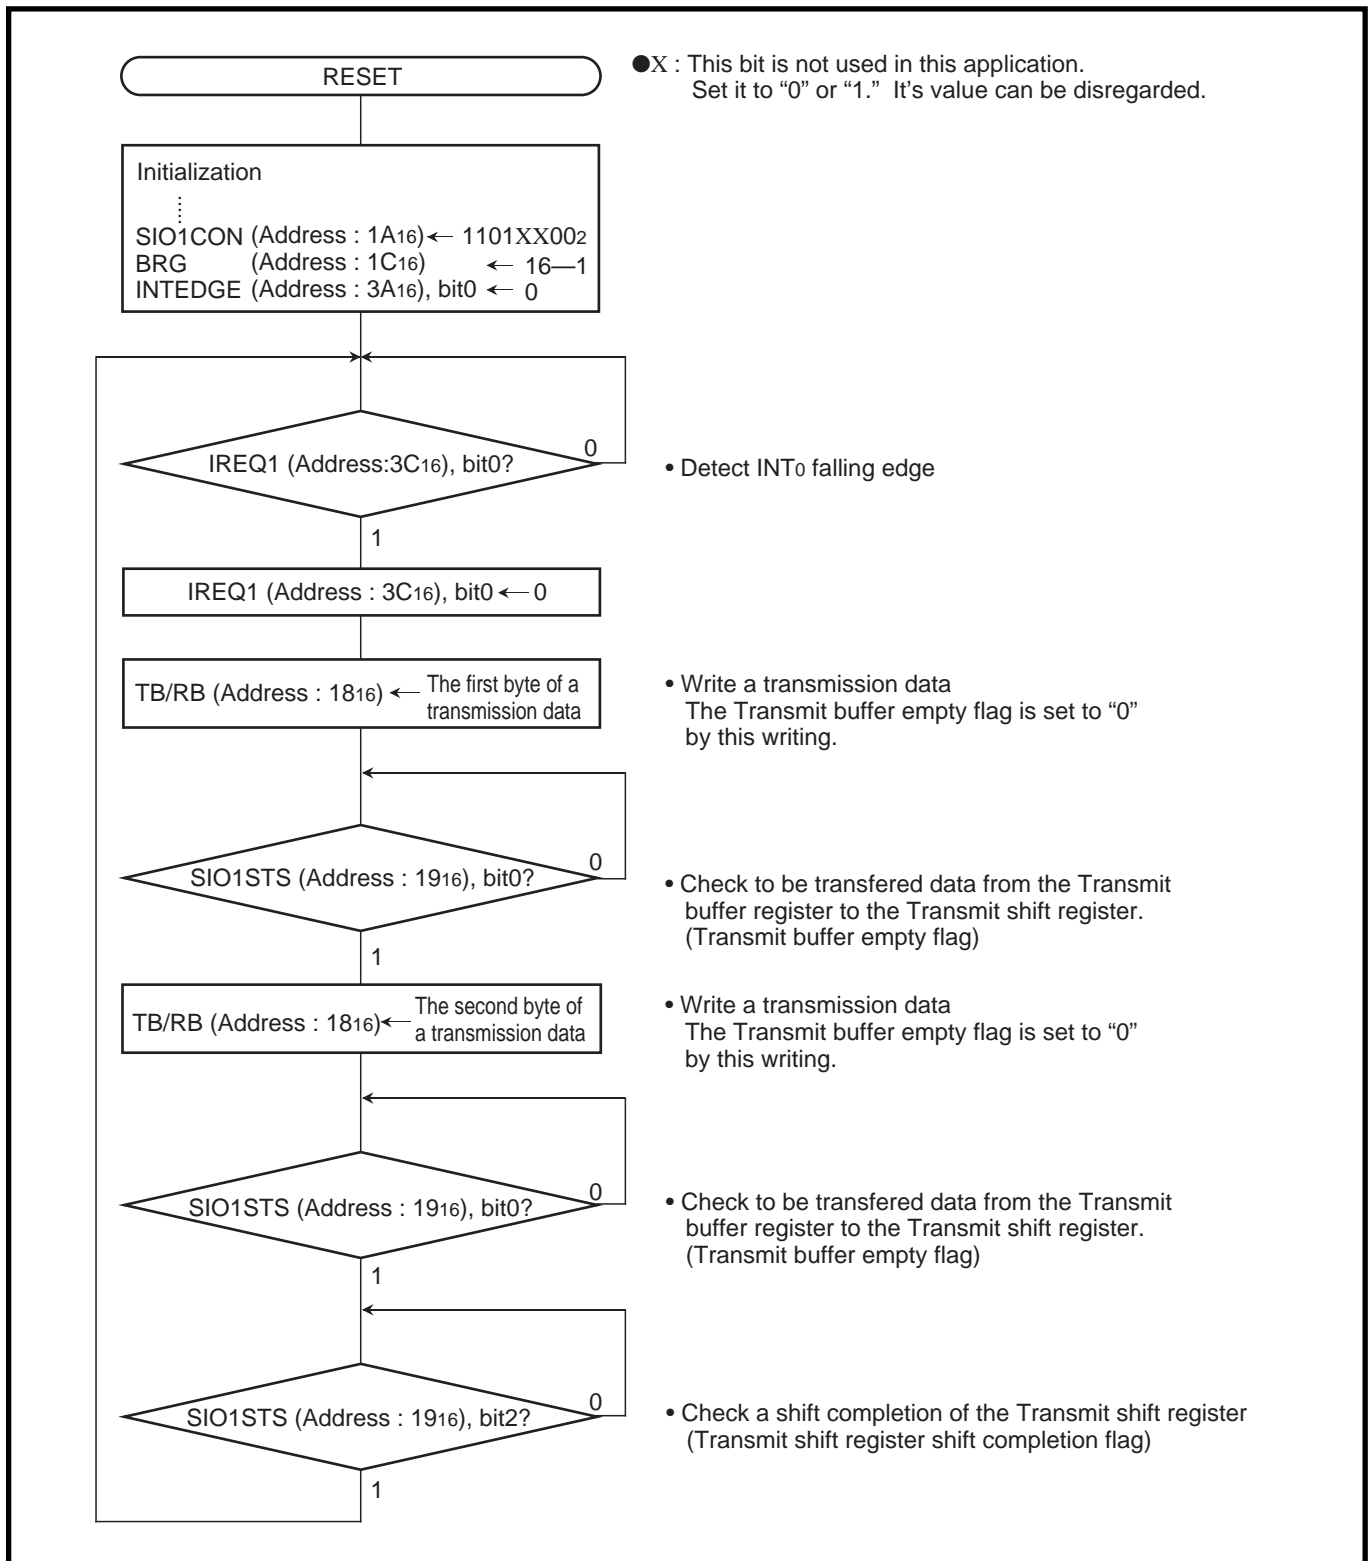 RESET
●X : This bit is not used in this application.
Set it to “0” or “1.” It’s value can be disregarded.
Initialization
SIO1CON (Address : 1A16) ← 1101XX002
BRG (Address : 1C16) ← 16—1
INTEDGE (Address : 3A16), bit0 ← 0
IREQ1 (Address:3C16), bit0?
0
• Detect INT0 falling edge
1
IREQ1 (Address : 3C16), bit0 ← 0
TB/RB (Address : 1816) ← The first byte of a
transmission data
• Write a transmission data
The Transmit buffer empty flag is set to “0”
by this writing.
SIO1STS (Address : 1916), bit0?
0
• Check to be transfered data from the Transmit
buffer register to the Transmit shift register.
(Transmit buffer empty flag)
1
TB/RB (Address : 1816) ← The second byte of
a transmission data
• Write a transmission data
The Transmit buffer empty flag is set to “0”
by this writing.
SIO1STS (Address : 1916), bit0?
0
• Check to be transfered data from the Transmit
buffer register to the Transmit shift register.
(Transmit buffer empty flag)
1
SIO1STS (Address : 1916), bit2?
0
• Check a shift completion of the Transmit shift register
(Transmit shift register shift completion flag)
1